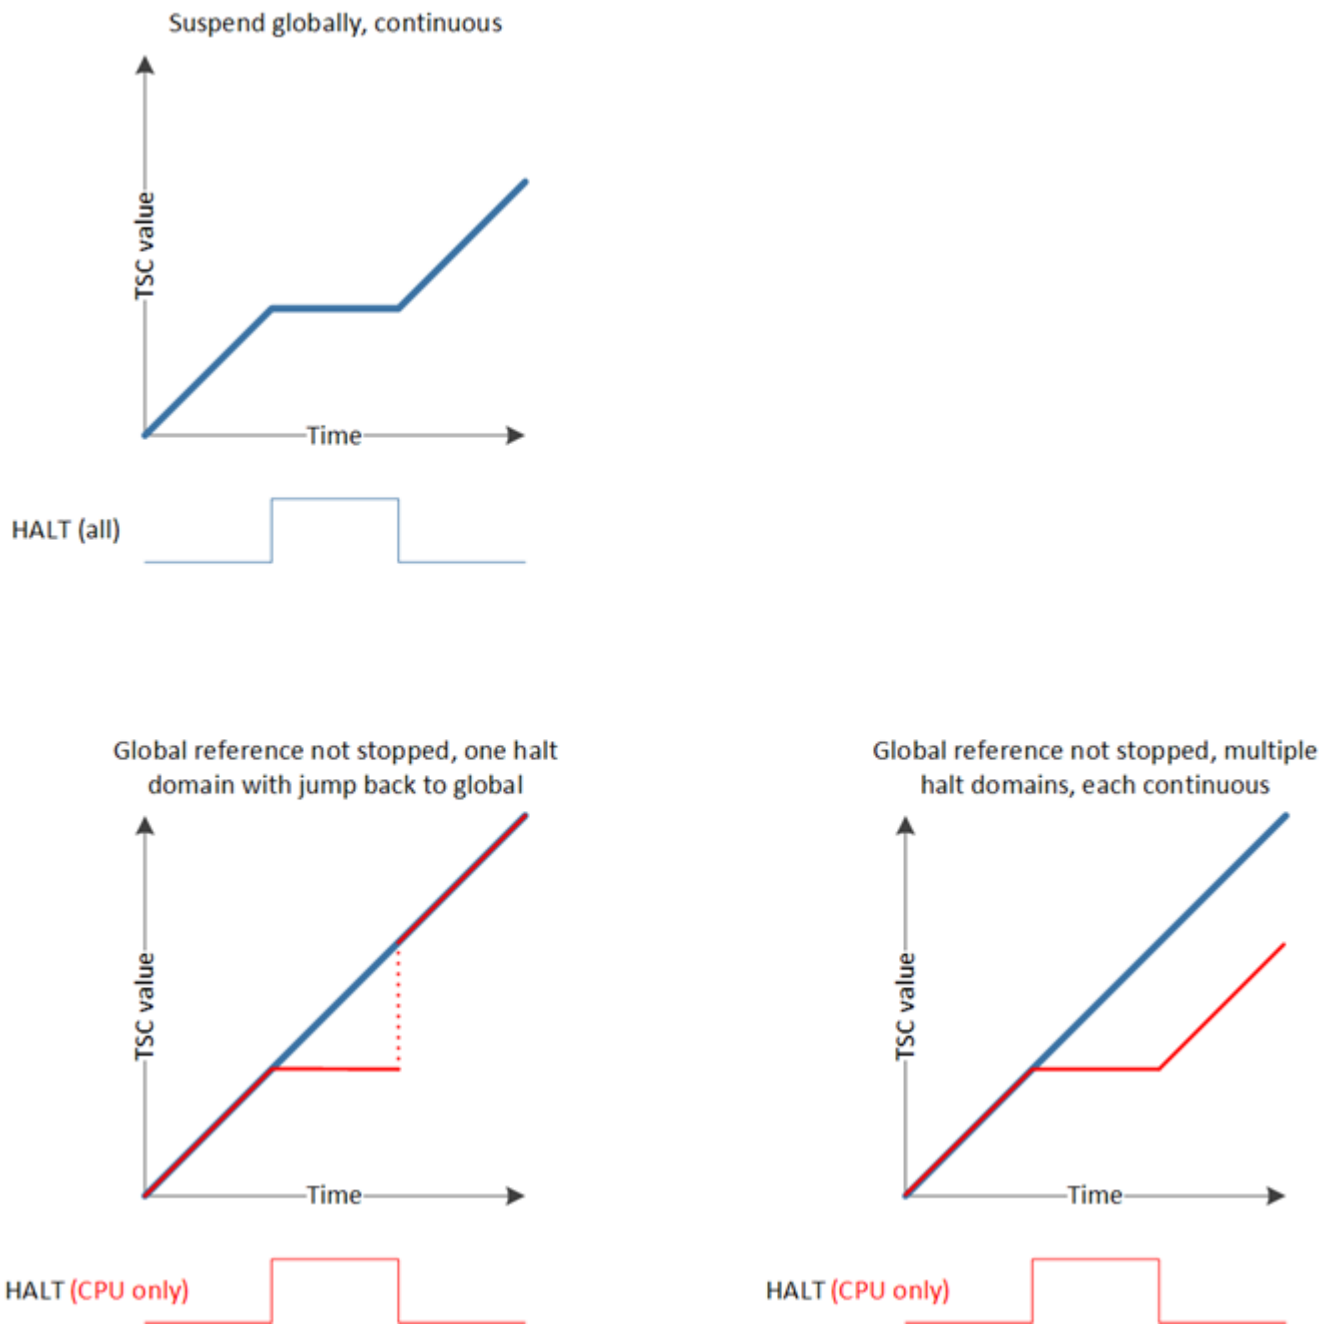 Suspend globally, continuous
TSC value
Time
HALT (all)
Global reference not stopped, one halt
domain with jump back to global
TSC value
Time
HALT (CPU only)
Global reference not stopped, multiple
halt domains, each continuous
TSC value
Time
HALT (CPU only)